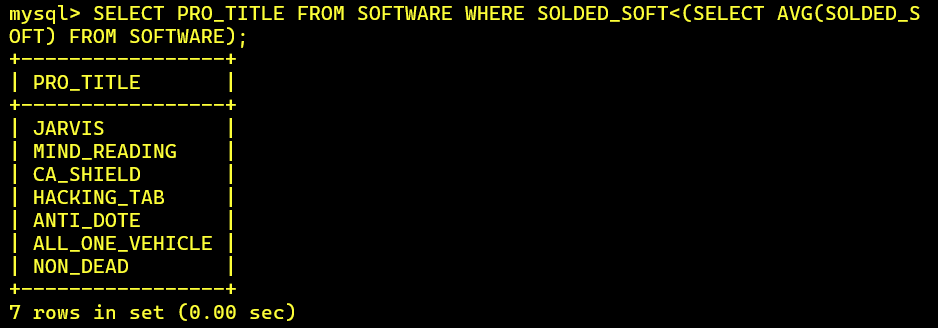 mysql> SELECT PRO_TITLE FROM SOFTWARE WHERE SOLDED_SOFT<(SELECT AVG(SOLDED_S
OFT) FROM SOFTWARE);
+-----------------+
| PRO_TITLE       |
+-----------------+
| JARVIS          |
| MIND_READING    |
| CA_SHIELD       |
| HACKING_TAB     |
| ANTI_DOTE       |
| ALL_ONE_VEHICLE |
| NON_DEAD        |
+-----------------+
7 rows in set (0.00 sec)